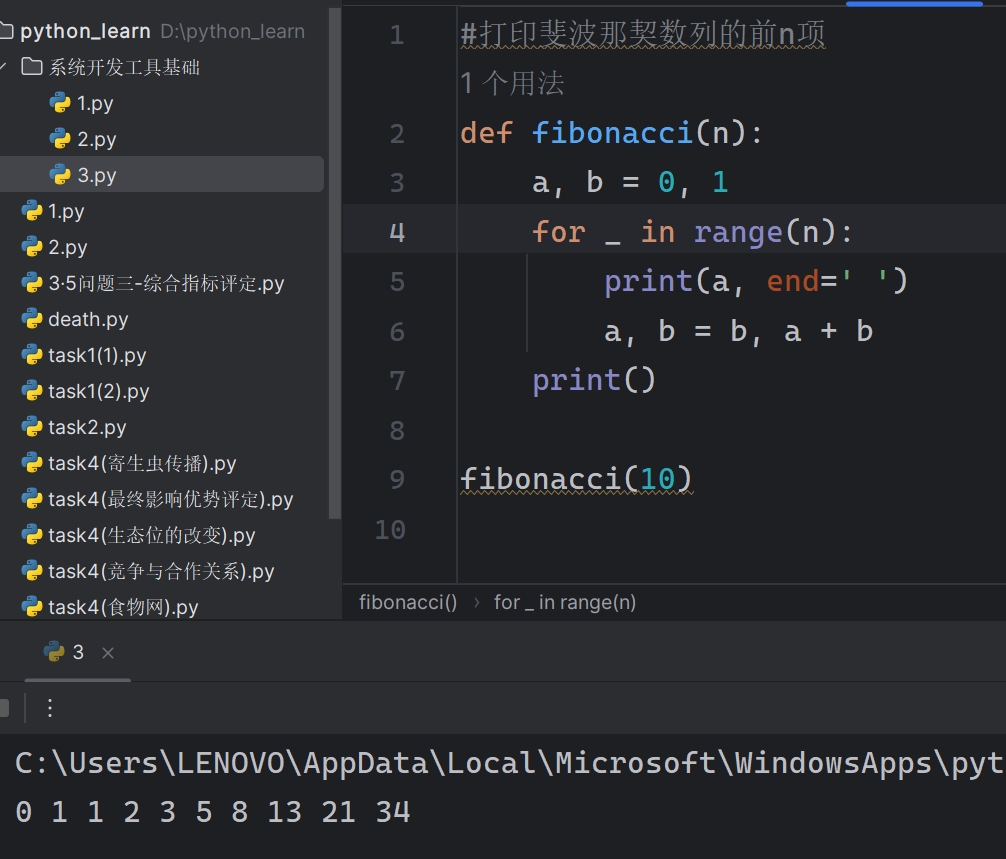 python_learn D:\python_learn
系统开发工具基础
1.py
2.py
3.py
1.py
2.py
3·5问题三-综合指标评定.py
death.py
task1(1).py
task1(2).py
task2.py
task4(寄生虫传播).py
task4(最终影响优势评定).py
task4(生态位的改变).py
task4(竞争与合作关系).py
task4(食物网).py
1 #打印斐波那契数列的前n项
1 个用法
2 def fibonacci(n):
3 a, b = 0, 1
4 for _ in range(n):
5 print(a, end=' ')
6 a, b = b, a + b
7 print()
8
9 fibonacci(10)
10
fibonacci() › for _ in range(n)
3 ×
C:\Users\LENOVO\AppData\Local\Microsoft\WindowsApps\pyt
0 1 1 2 3 5 8 13 21 34